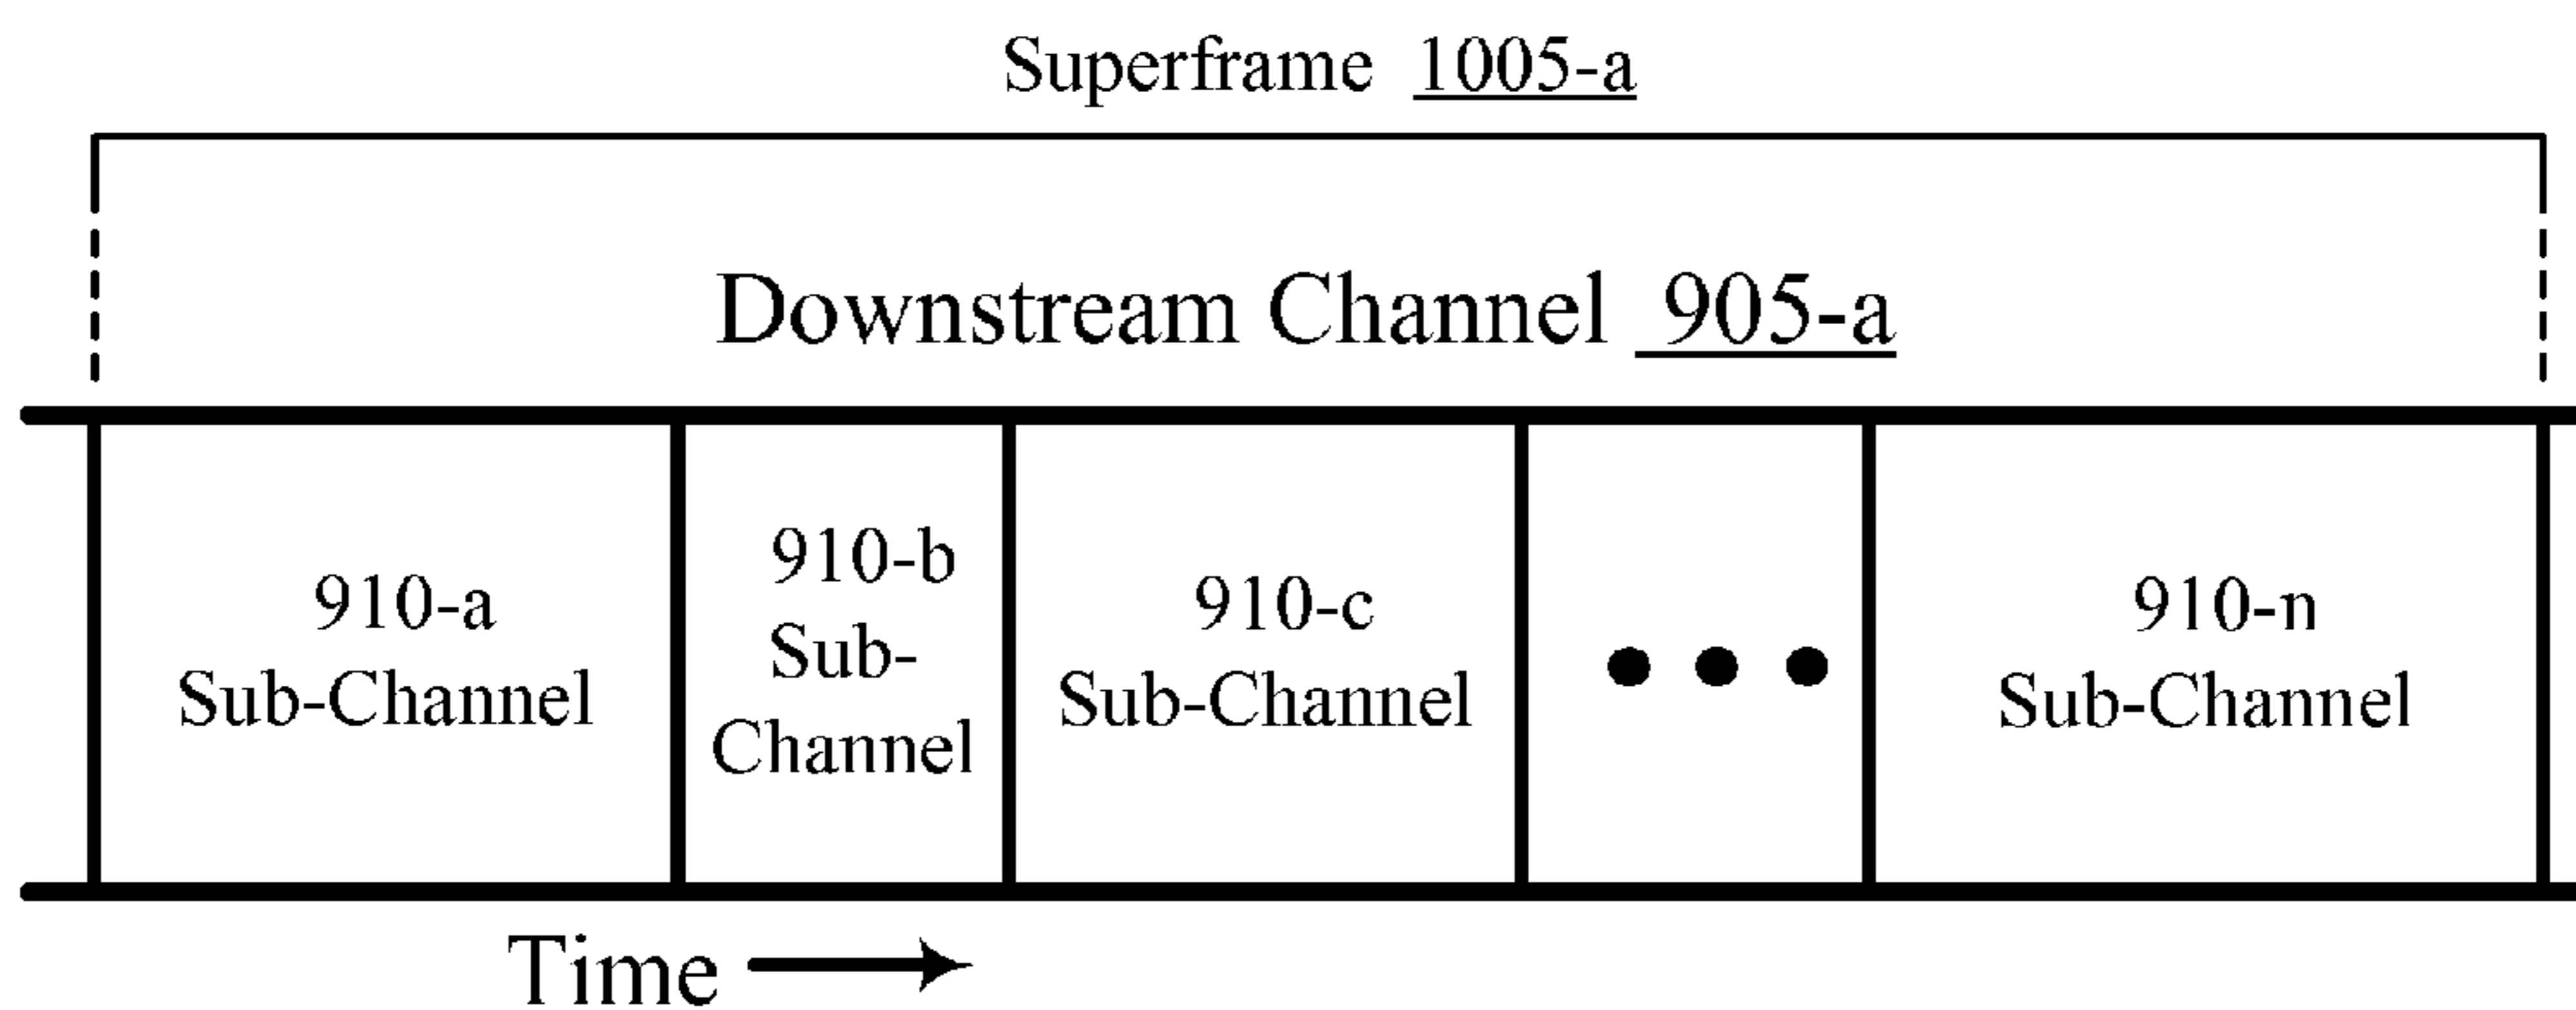 Superframe 1005-a
Downstream Channel 905-a
910-a
Sub-Channel
910-b
Sub-
Channel
910-c
Sub-Channel
910-n
Sub-Channel
Time